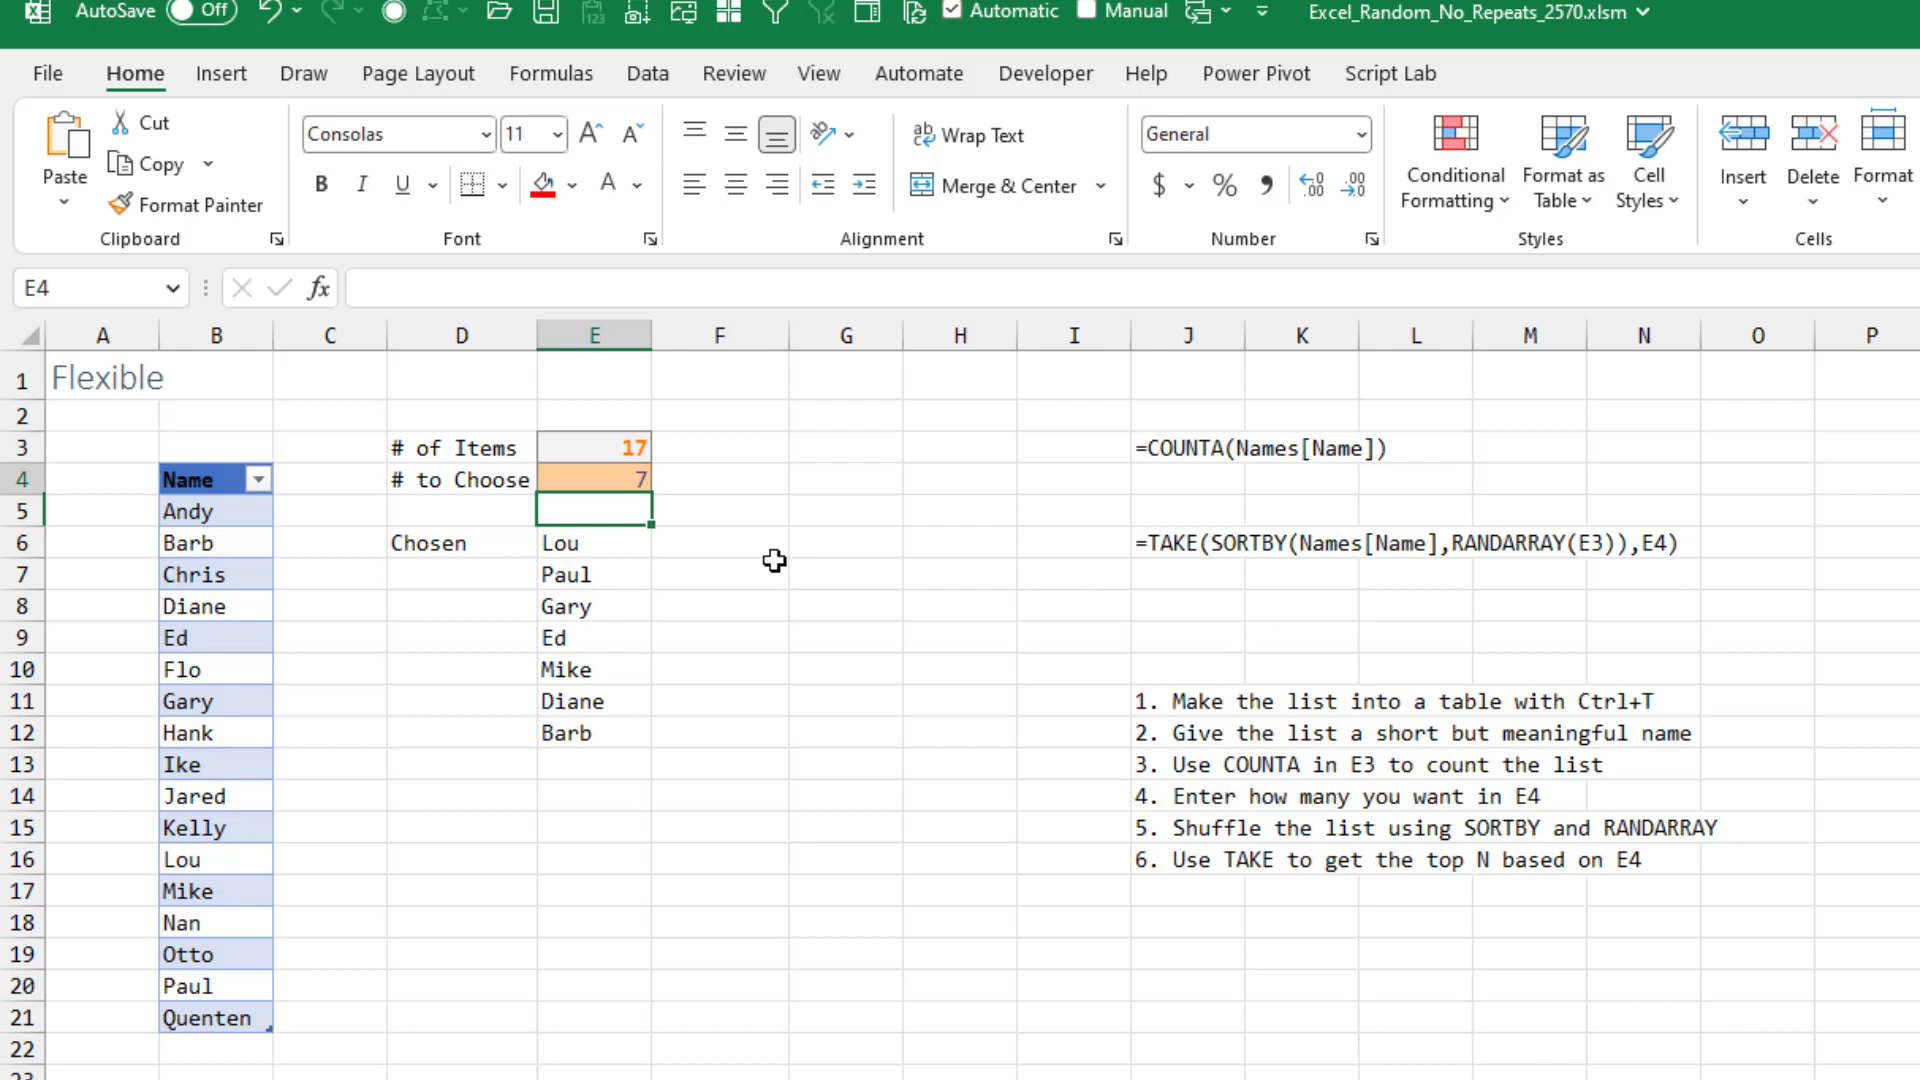 AutoSave Off Automatic Manual Excel_Random_No_Repeats_2570.xlsm
File Home Insert Draw Page Layout Formulas Data Review View Automate Developer Help Power Pivot Script Lab
Paste
Cut
Copy
Format Painter
Clipboard
Consolas 11
B I U A
Font
Wrap Text
Merge & Center
Alignment
General
$ % 9 .00 .00
Number
Conditional Formatting
Format as Table
Cell Styles
Styles
Insert Delete Format
Cells
E4 fx
A B C D E F G H I J K L M N O P
1 Flexible
2
3 # of Items 17 =COUNTA(Names[Name])
4 Name # to Choose 7
5 Andy
6 Barb Chosen Lou =TAKE(SORTBY(Names[Name],RANDARRAY(E3)),E4)
7 Chris Paul
8 Diane Gary
9 Ed Ed
10 Flo Mike
11 Gary Diane 1. Make the list into a table with Ctrl+T
12 Hank Barb 2. Give the list a short but meaningful name
13 Ike 3. Use COUNTA in E3 to count the list
14 Jared 4. Enter how many you want in E4
15 Kelly 5. Shuffle the list using SORTBY and RANDARRAY
16 Lou 6. Use TAKE to get the top N based on E4
17 Mike
18 Nan
19 Otto
20 Paul
21 Quenten
22
23